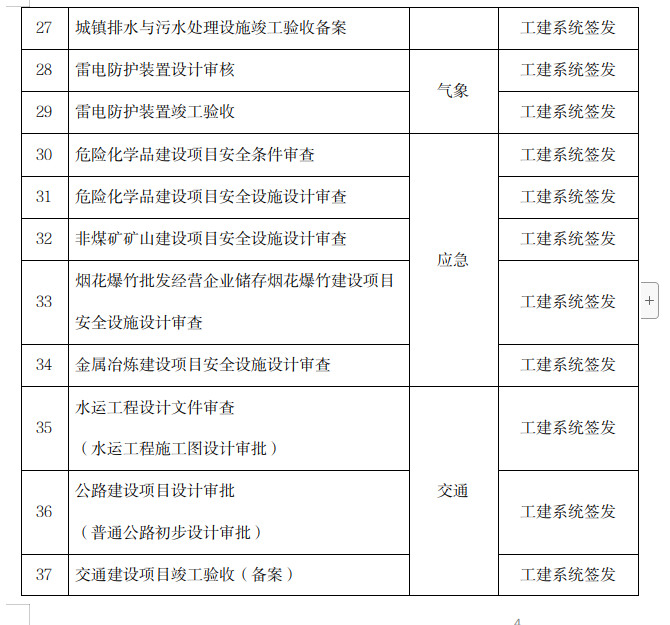 27 城镇排水与污水处理设施竣工验收备案 工建系统签发
28 雷电防护装置设计审核 工建系统签发
气象
29 雷电防护装置竣工验收 工建系统签发
30 危险化学品建设项目安全条件审查 工建系统签发
31 危险化学品建设项目安全设施设计审查 工建系统签发
32 非煤矿矿山建设项目安全设施设计审查 工建系统签发
应急
烟花爆竹批发经营企业储存烟花爆竹建设项目
33 工建系统签发
安全设施设计审查
34 金属冶炼建设项目安全设施设计审查 工建系统签发
水运工程设计文件审查
35 工建系统签发
（水运工程施工图设计审批）
公路建设项目设计审批
36 交通 工建系统签发
（普通公路初步设计审批）
37 交通建设项目竣工验收（备案） 工建系统签发
4